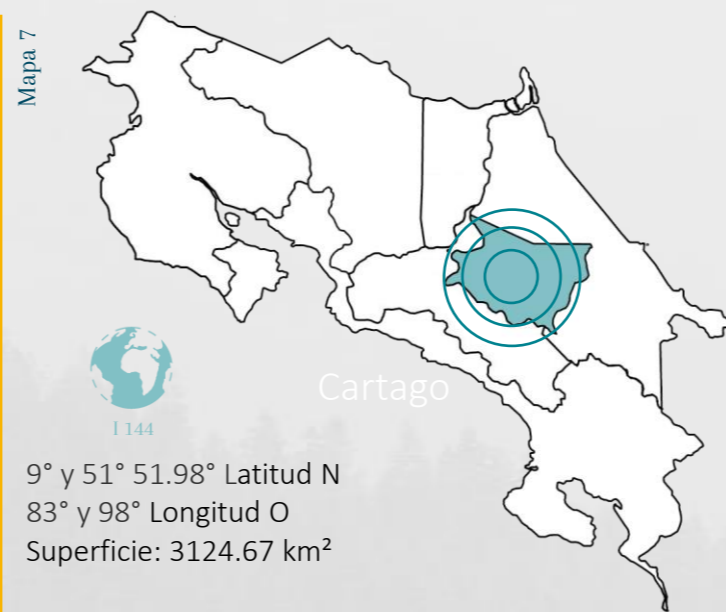 Mapa 7
Cartago
I 144
9° y 51° 51.98° Latitud N
83° y 98° Longitud O
Superficie: 3124.67 km²